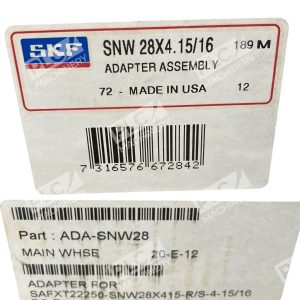 SKF SNW 28X4.15/16 189 M
ADAPTER ASSEMBLY
72 - MADE IN USA 12
7 316576 672842
Part : ADA-SNW28
MAIN WHSE 20-E-12
ADAPTER FOR
SAFXT22250-SNW28X415-R/S-4-15/16